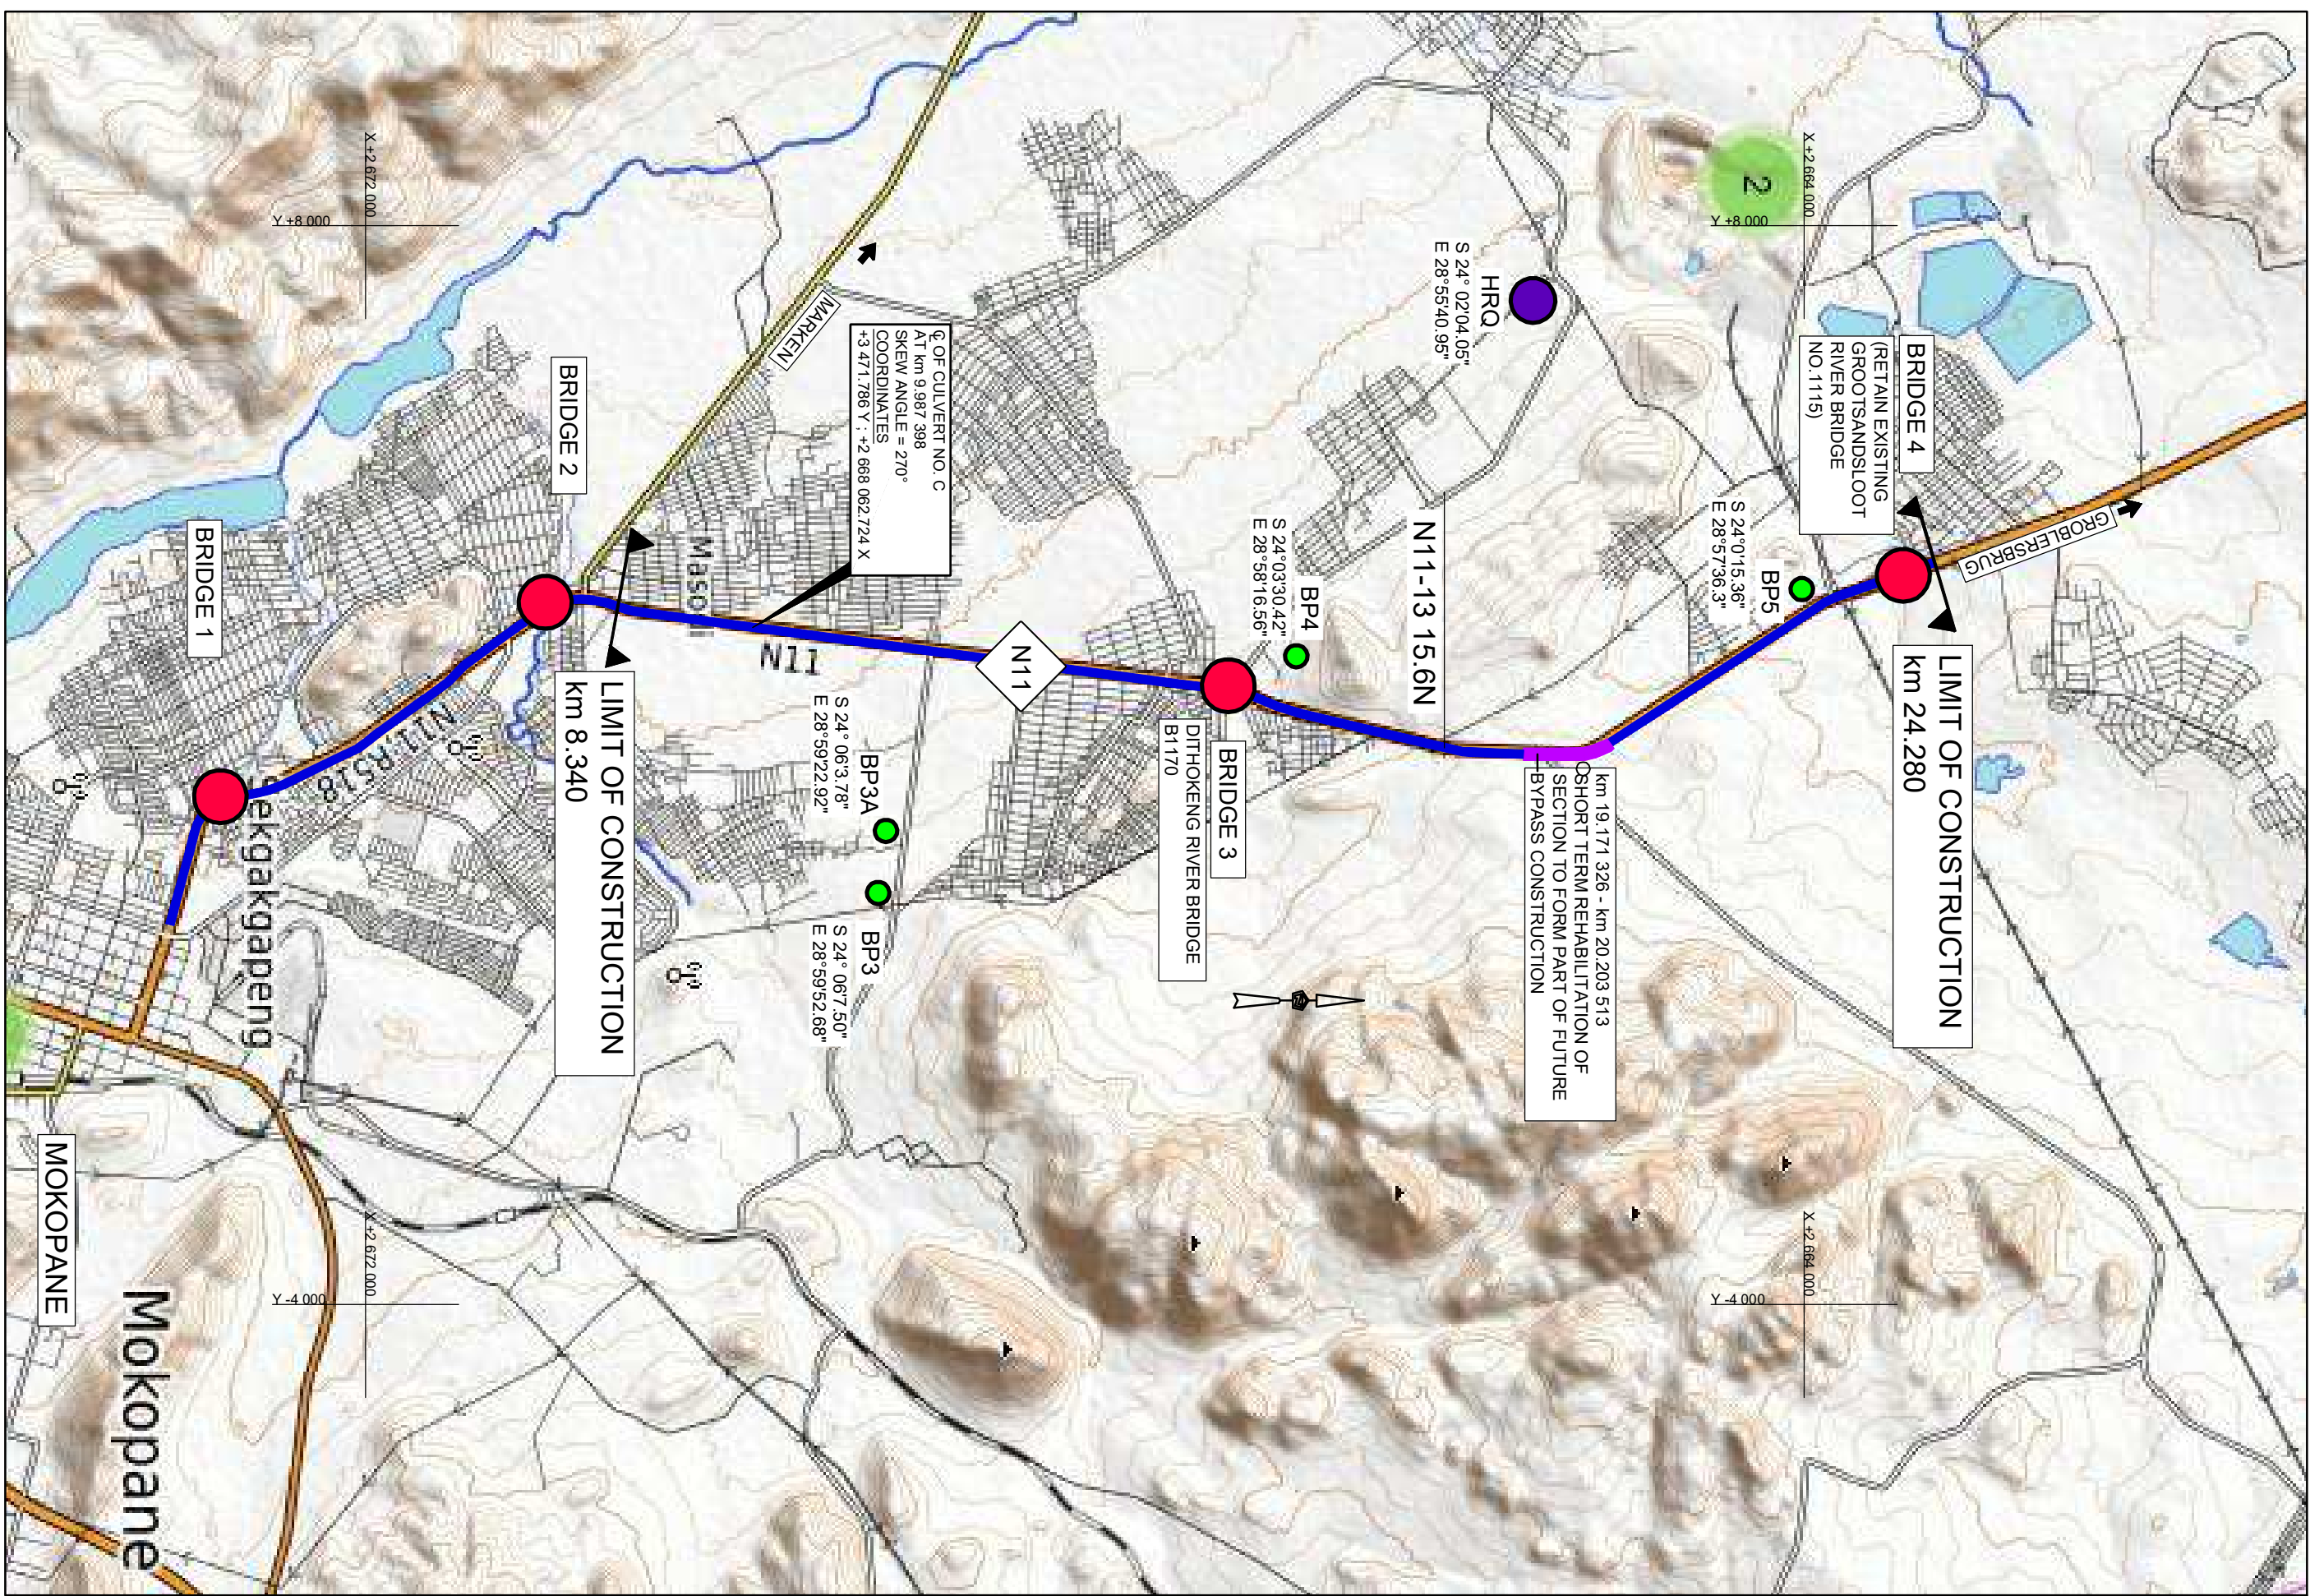 X +2 672 000
Y +8 000
X +2 664 000
Y +8 000
2
HRQ
S 24° 02'04.05"
E 28°55'40.95"
MARKEN
BRIDGE 4
(RETAIN EXISTING
GROOTSANDSLOOT
RIVER BRIDGE
NO.1115)
GROBLERSBRUG
LIMIT OF CONSTRUCTION
km 24.280
BP5
S 24°0'15.36"
E 28°57'36.3"
km 19.171 326 - km 20.203 513
SHORT TERM REHABILITATION OF
SECTION TO FORM PART OF FUTURE
BYPASS CONSTRUCTION
N11-13 15.6N
BP4
S 24°03'30.42"
E 28°58'16.56"
BRIDGE 3
DITHOKENG RIVER BRIDGE
B1170
N11
℄ OF CULVERT NO. C
AT km 9.987 398
SKEW ANGLE = 270°
COORDINATES
+3 471.786 Y ; +2 668 062.724 X
N11
BP3A
S 24° 06'3.78"
E 28°59'22.92"
BP3
S 24° 06'7.50"
E 28°59'52.68"
LIMIT OF CONSTRUCTION
km 8.340
BRIDGE 2
BRIDGE 1
N11;R518
ekgakgapeng
MOKOPANE
Mokopane
X +2 672 000
Y -4 000
X +2 664 000
Y -4 000